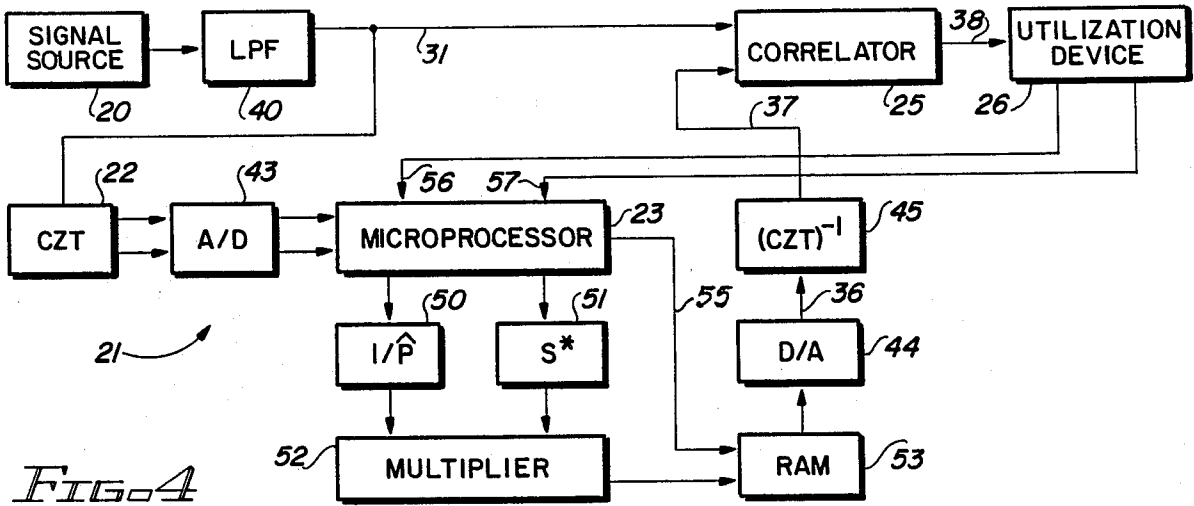 SIGNAL
SOURCE
20
LPF
40
31
CORRELATOR
25
38
UTILIZATION
DEVICE
26
37
22
CZT
43
A/D
56
57
MICROPROCESSOR
23
(CZT)⁻¹
45
21
50
1/P̂
51
S*
55
36
D/A
44
52
MULTIPLIER
RAM
53
FIG. 4